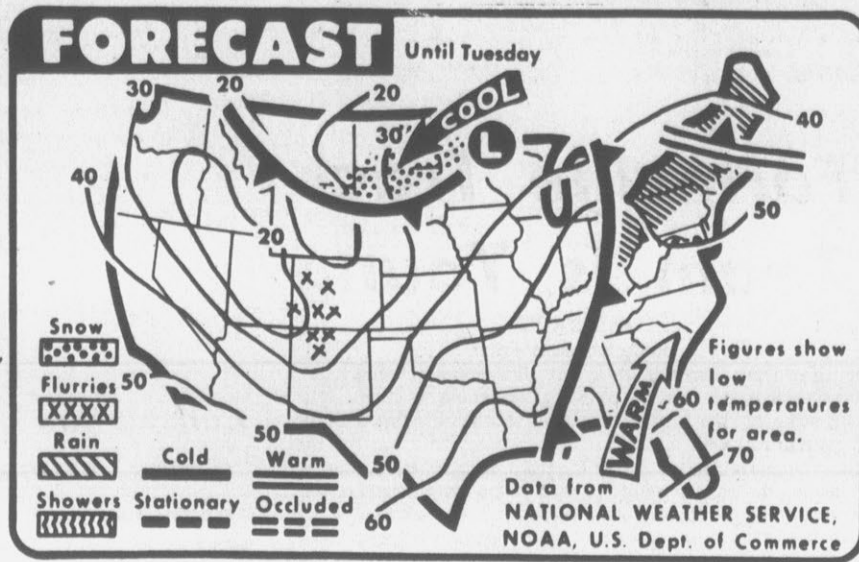 FORECAST
Until Tuesday
30
20
20
COOL
30
L
40
40
20
50
Snow
Flurries
50
Rain
Showers
Cold
Warm
Stationary
Occluded
50
50
60
WARM
60
70
Figures show
low
temperatures
for area.
Data from
NATIONAL WEATHER SERVICE,
NOAA, U.S. Dept. of Commerce